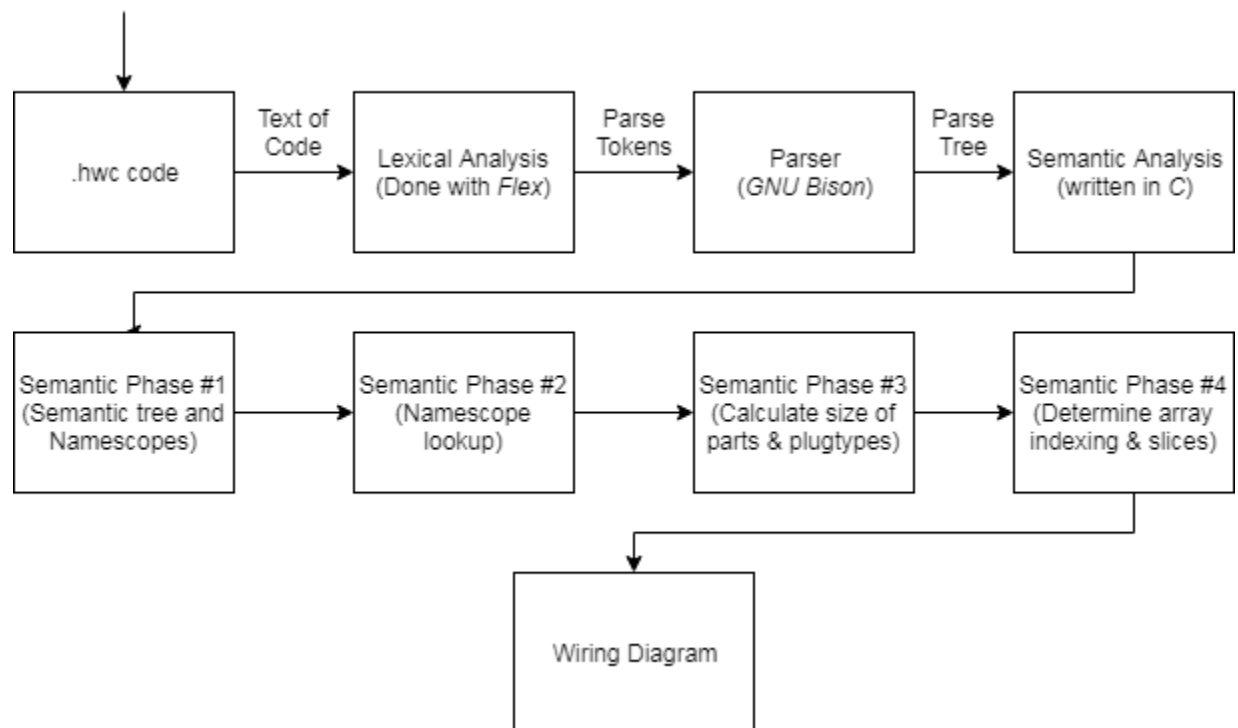 .hwc code
Text of
Code
Lexical Analysis
(Done with Flex)
Parse
Tokens
Parser
(GNU Bison)
Parse
Tree
Semantic Analysis
(written in C)
Semantic Phase #1
(Semantic tree and
Namescopes)
Semantic Phase #2
(Namescope
lookup)
Semantic Phase #3
(Calculate size of
parts & plugtypes)
Semantic Phase #4
(Determine array
indexing & slices)
Wiring Diagram